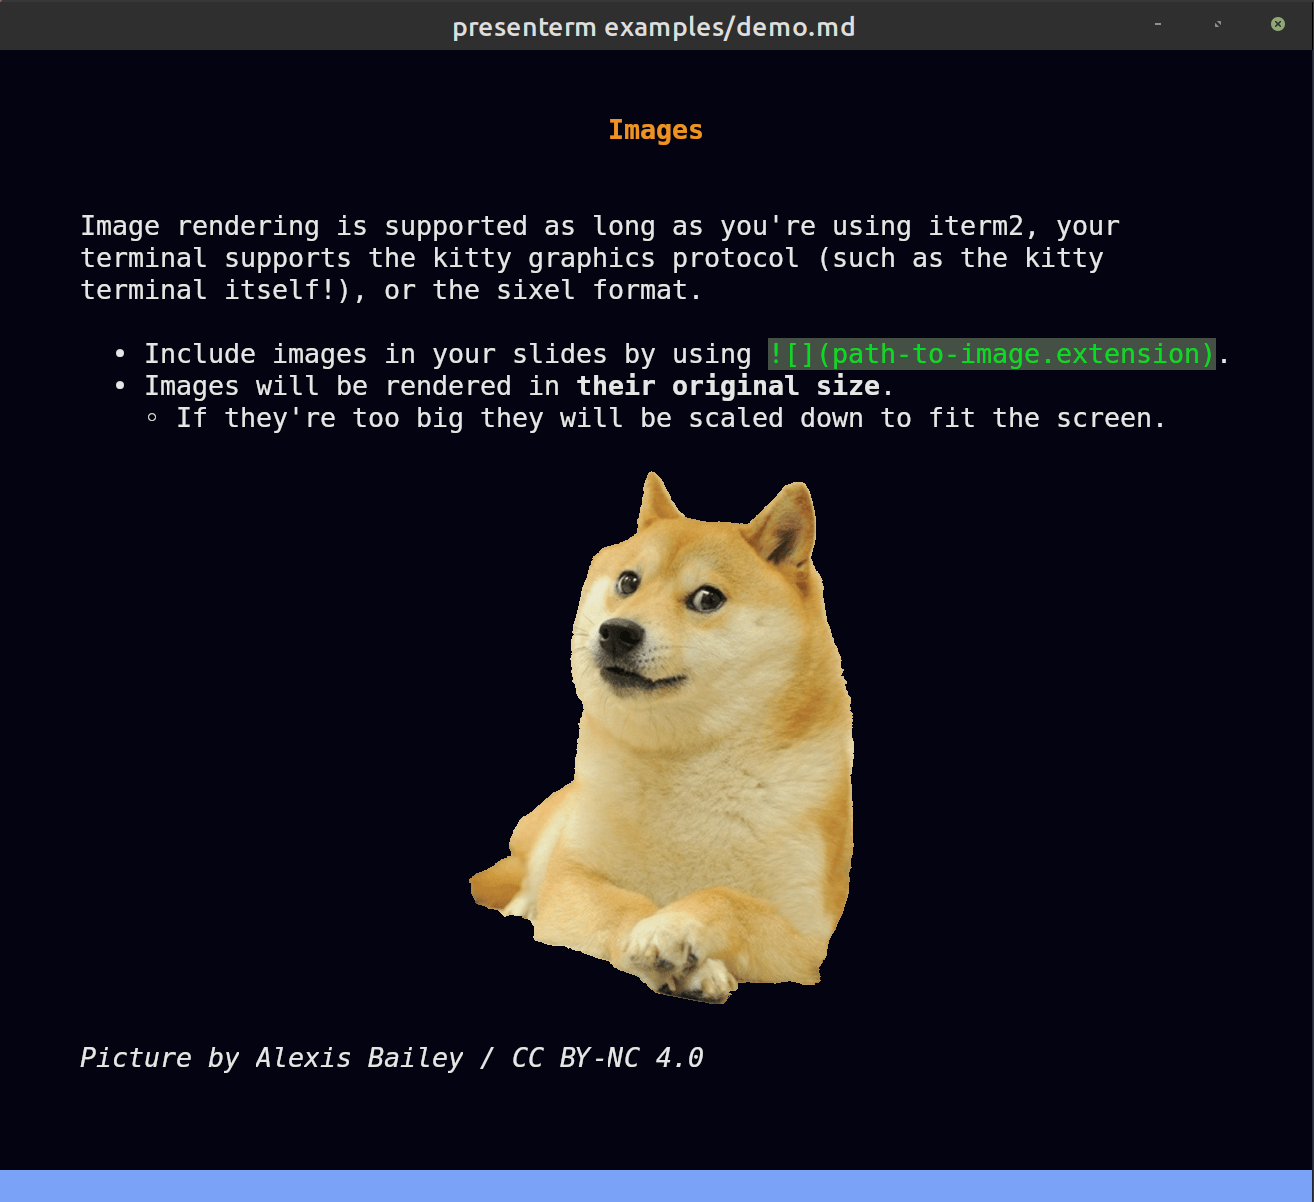 presenterm examples/demo.md
Images
Image rendering is supported as long as you're using iterm2, your
terminal supports the kitty graphics protocol (such as the kitty
terminal itself!), or the sixel format.
• Include images in your slides by using ![](path-to-image.extension).
• Images will be rendered in their original size.
◦ If they're too big they will be scaled down to fit the screen.
Picture by Alexis Bailey / CC BY-NC 4.0